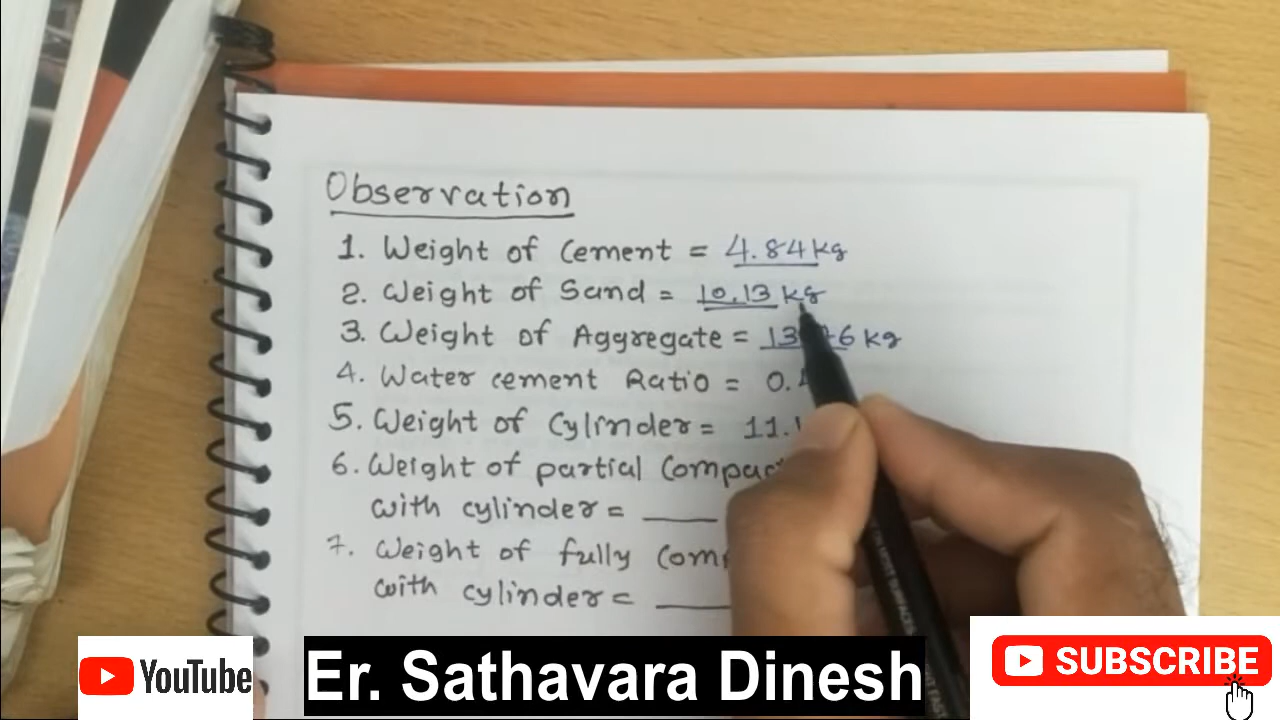 Observation
1. Weight of Cement = 4.84 kg
2. Weight of Sand = 10.13 kg
3. Weight of Aggregate = kg
4. Water cement Ratio =
5. Weight of Cylinder =
6. Weight of partial
with cylinder = ____
7. Weight of fully
with cylinder = ____
YouTube
Er. Sathavara Dinesh
SUBSCRIBE